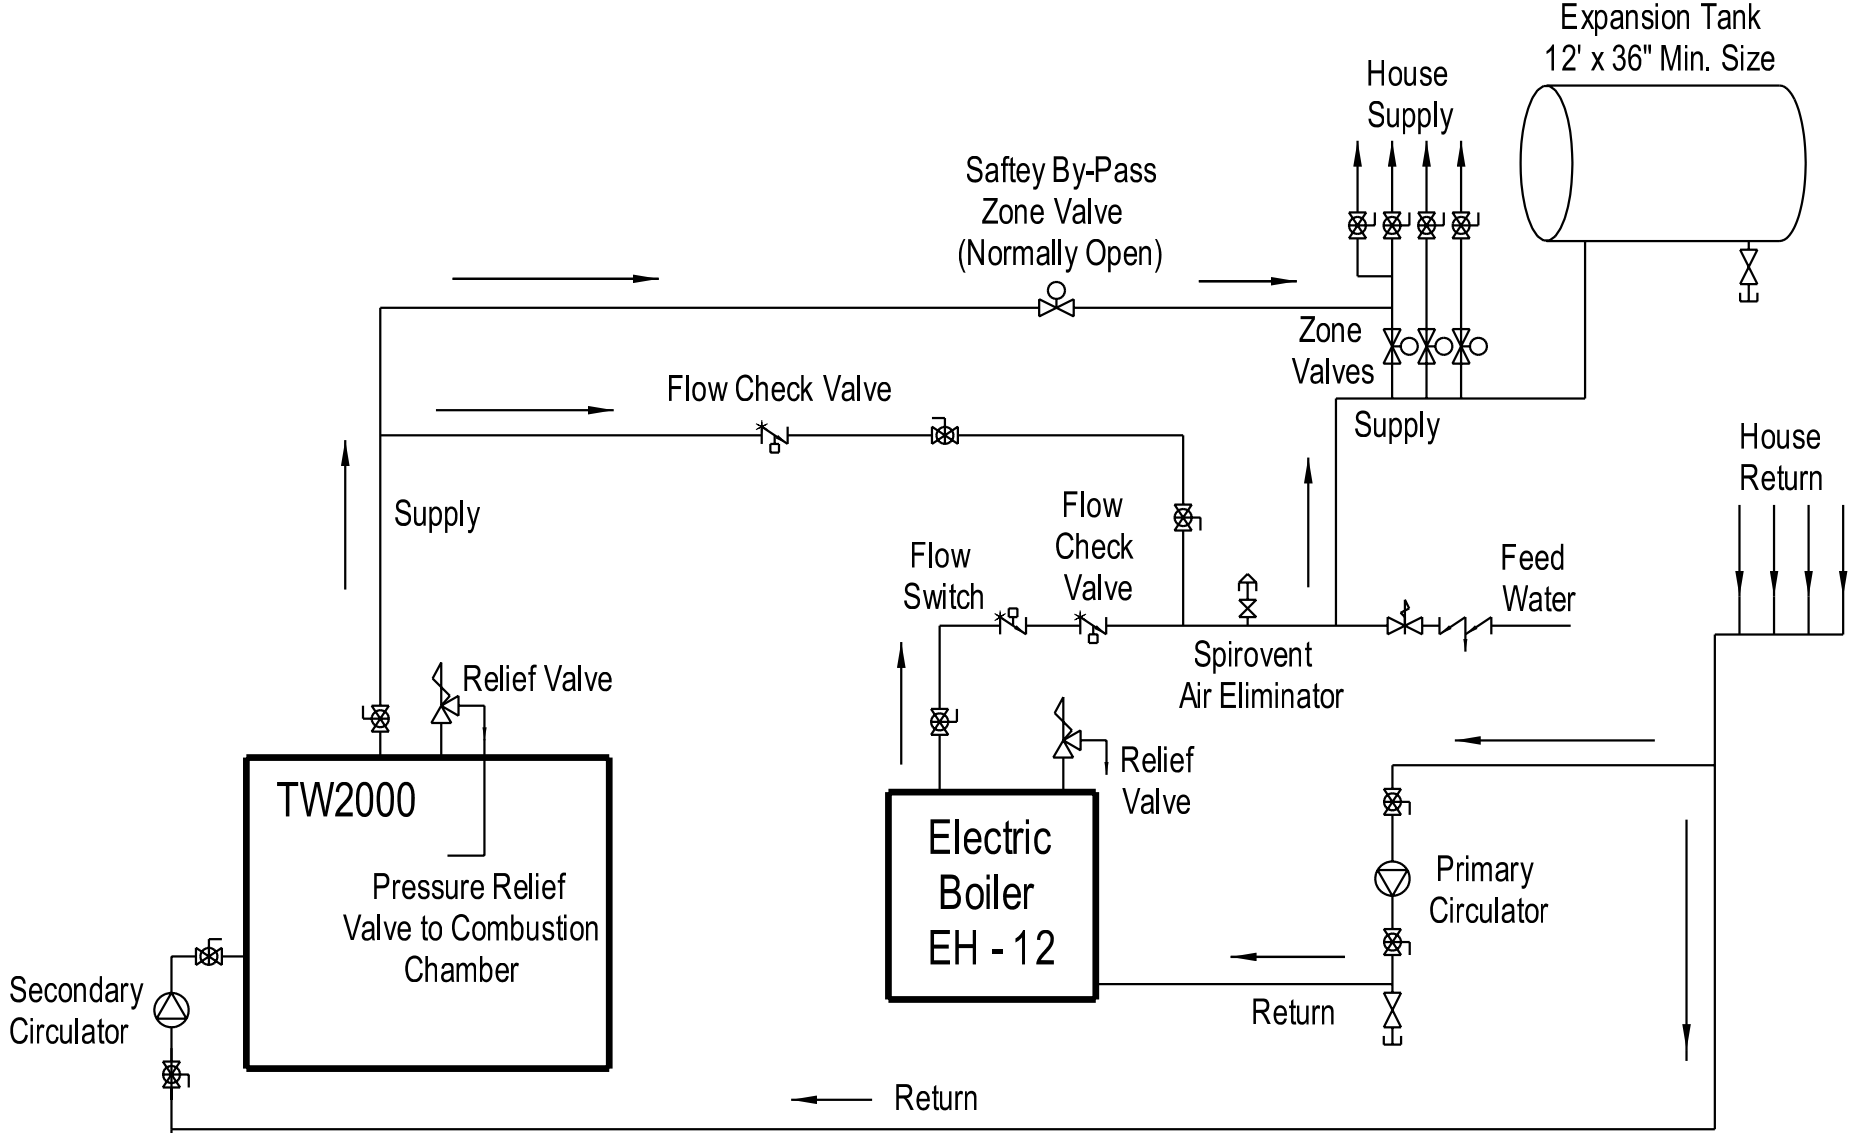 Expansion Tank
12' x 36" Min. Size
House
Supply
Saftey By-Pass
Zone Valve
(Normally Open)
Zone
Valves
Flow Check Valve
Supply
House
Return
Supply
Flow
Check
Valve
Flow
Switch
Feed
Water
Spirovent
Air Eliminator
Relief Valve
Relief
Valve
TW2000
Electric
Boiler
EH - 12
Primary
Circulator
Pressure Relief
Valve to Combustion
Chamber
Secondary
Circulator
Return
Return